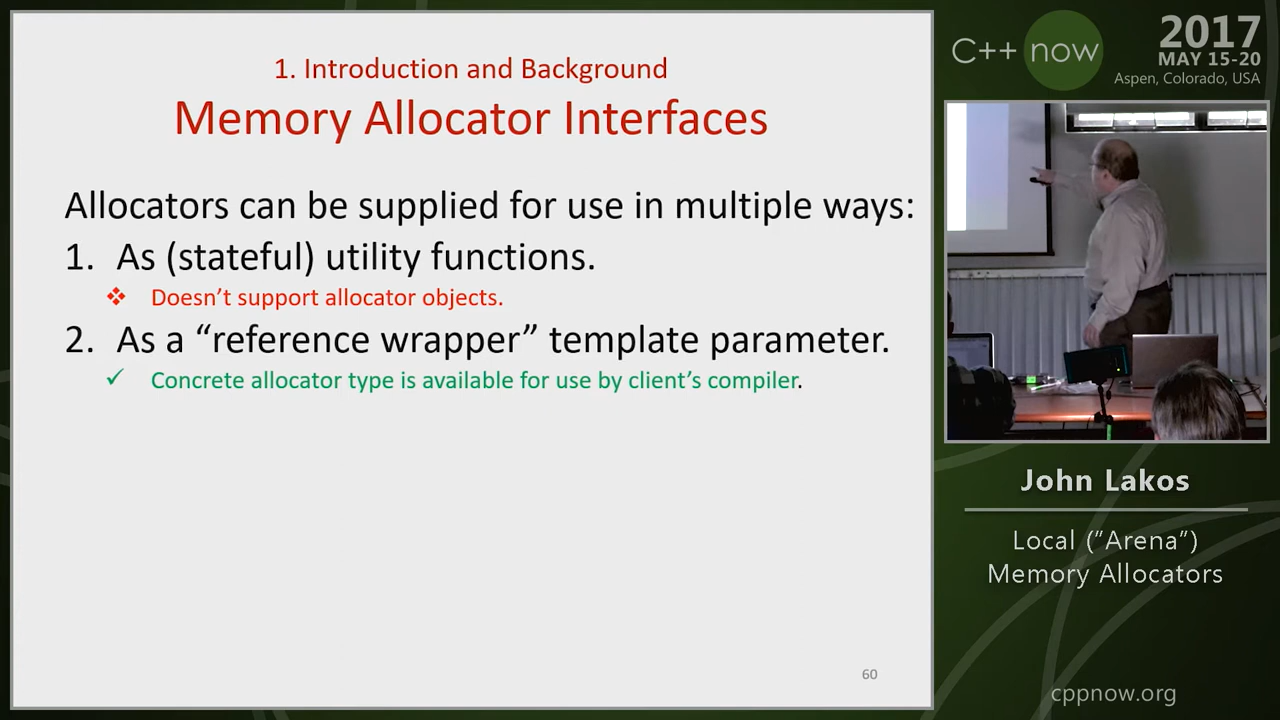 1. Introduction and Background
Memory Allocator Interfaces
Allocators can be supplied for use in multiple ways:
1. As (stateful) utility functions.
❖ Doesn’t support allocator objects.
2. As a “reference wrapper” template parameter.
✓ Concrete allocator type is available for use by client’s compiler.
60
C++ now
2017
MAY 15-20
Aspen, Colorado, USA
John Lakos
Local (”Arena”)
Memory Allocators
cppnow.org